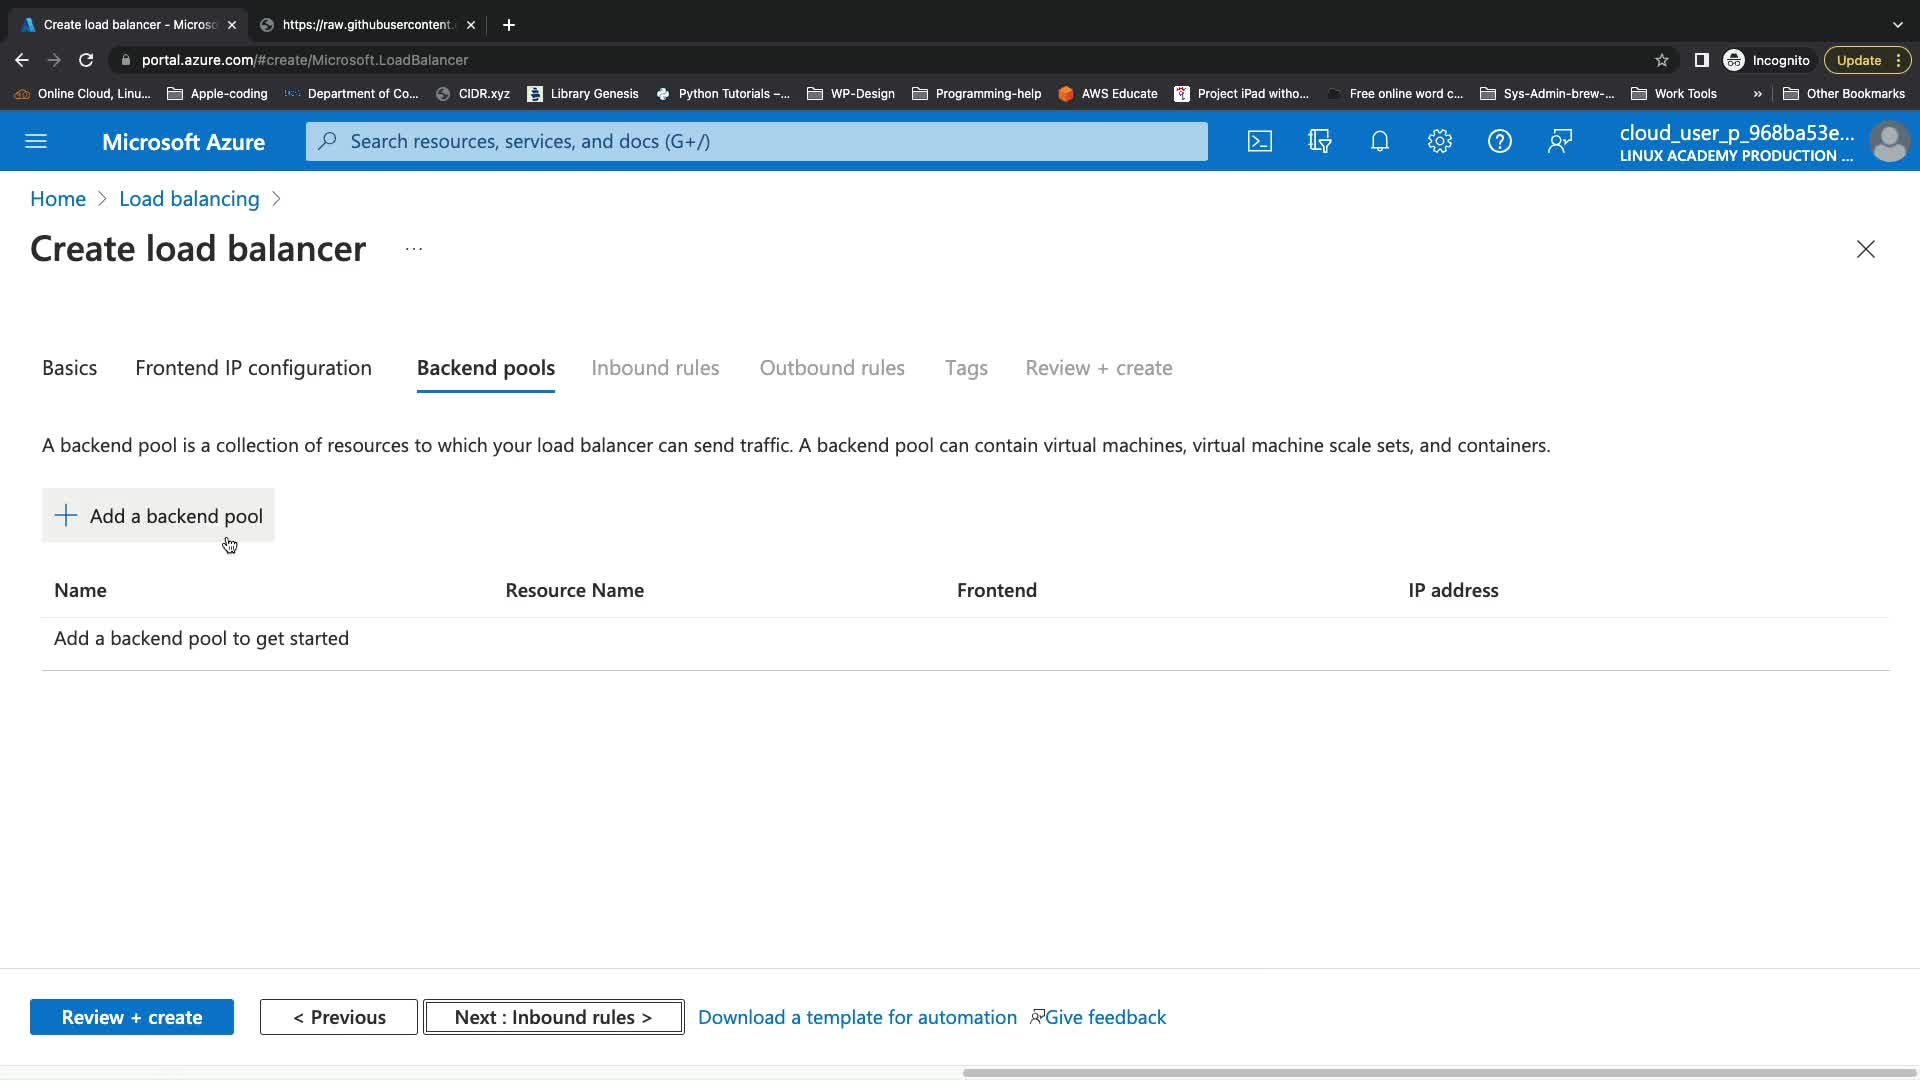 Create load balancer - Micros
https://raw.githubusercontent.
portal.azure.com/#create/Microsoft.LoadBalancer
Incognito
Update
Online Cloud, Linu...
Apple-coding
Department of Co...
CIDR.xyz
Library Genesis
Python Tutorials –...
WP-Design
Programming-help
AWS Educate
Project iPad witho...
Free online word c...
Sys-Admin-brew-...
Work Tools
»
Other Bookmarks
Microsoft Azure
Search resources, services, and docs (G+/)
cloud_user_p_968ba53e...
LINUX ACADEMY PRODUCTION ...
Home > Load balancing >
Create load balancer ...
Basics
Frontend IP configuration
Backend pools
Inbound rules
Outbound rules
Tags
Review + create
A backend pool is a collection of resources to which your load balancer can send traffic. A backend pool can contain virtual machines, virtual machine scale sets, and containers.
Add a backend pool
Name
Resource Name
Frontend
IP address
Add a backend pool to get started
Review + create
< Previous
Next : Inbound rules >
Download a template for automation
Give feedback